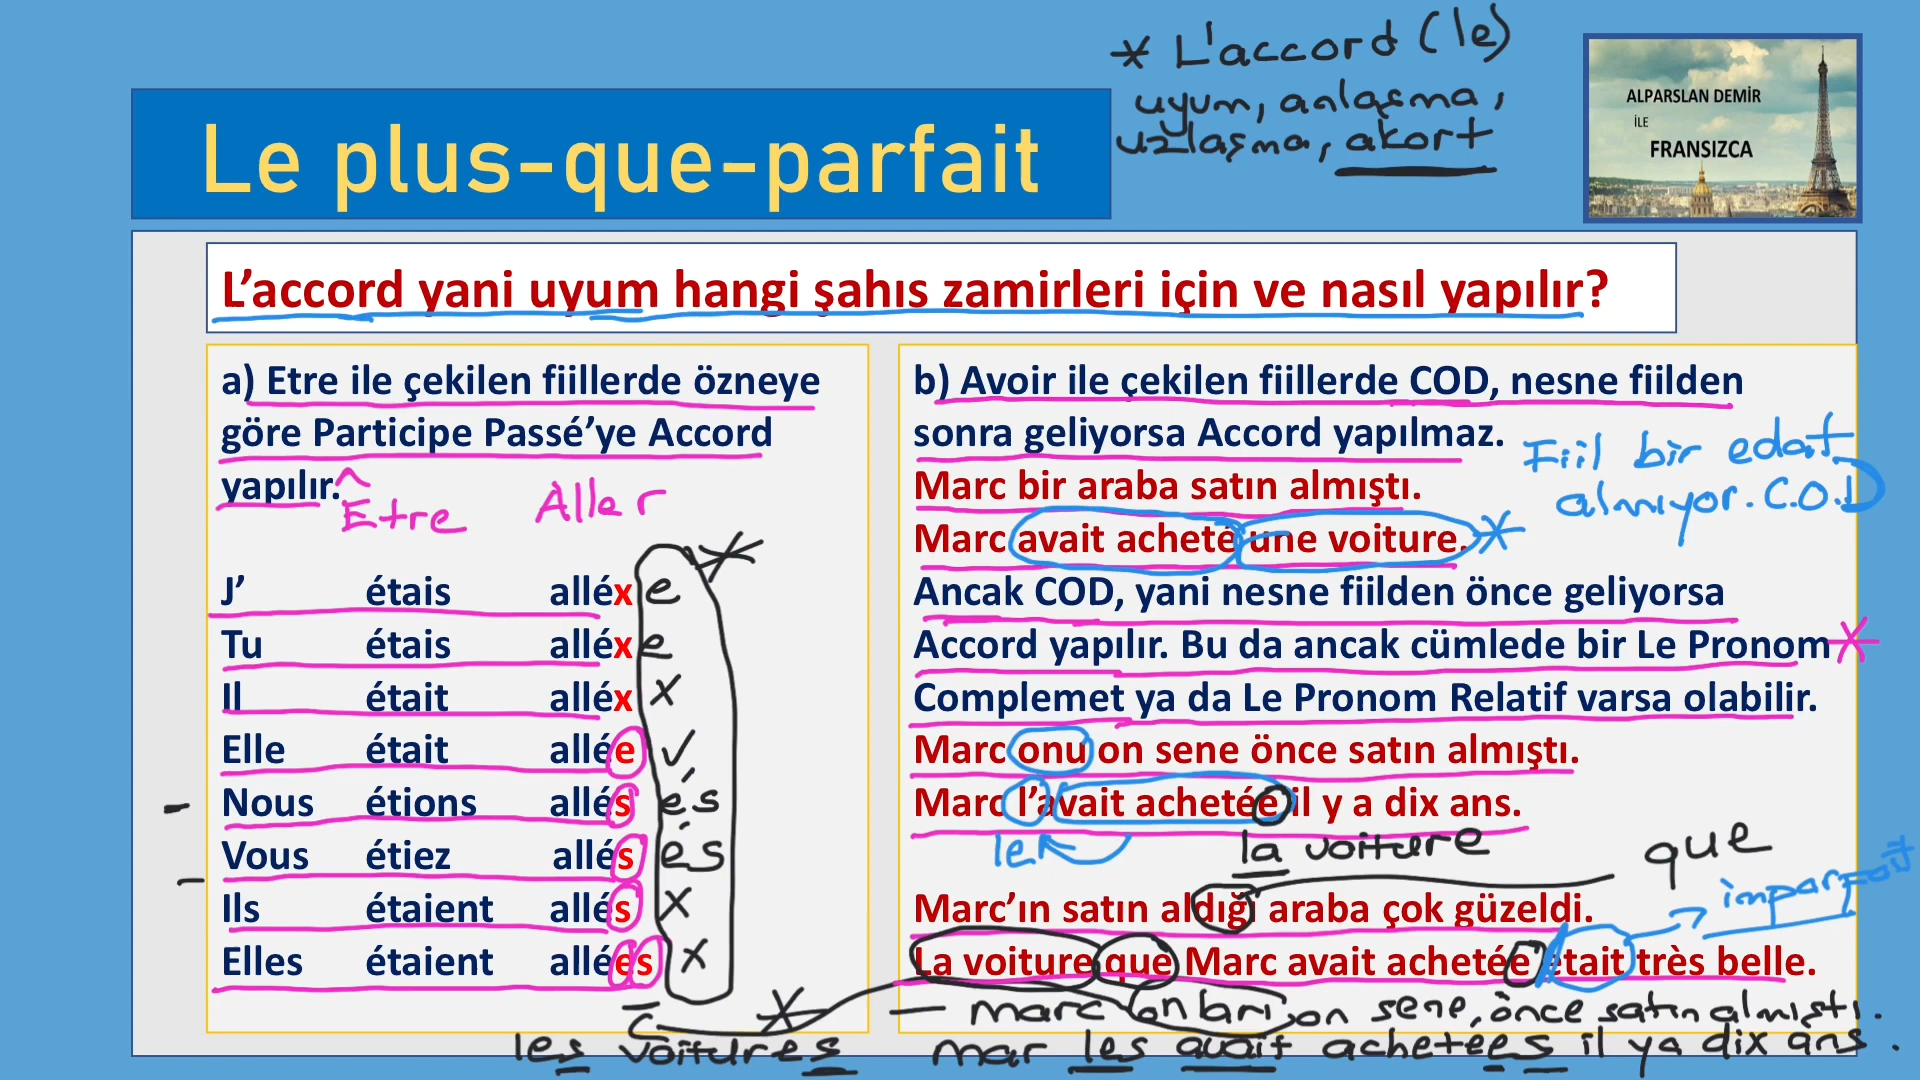 * L'accord (le)
uyum, anlaşma,
uzlaşma, akort
ALPARSLAN DEMİR
İLE
FRANSIZCA
Le plus-que-parfait
L’accord yani uyum hangi şahıs zamirleri için ve nasıl yapılır?
a) Etre ile çekilen fiillerde özneye
göre Participe Passé’ye Accord
yapılır.
Être Aller
J’ étais alléx e
Tu étais alléx e
Il était alléx x
Elle était allée ✓
Nous étions allés és
Vous étiez allés és
Ils étaient allés x
Elles étaient allées x
les voitures
b) Avoir ile çekilen fiillerde COD, nesne fiilden
sonra geliyorsa Accord yapılmaz.
Fiil bir edat
almıyor. C.O.D
Marc bir araba satın almıştı.
Marc avait acheté une voiture. *
Ancak COD, yani nesne fiilden önce geliyorsa
Accord yapılır. Bu da ancak cümlede bir Le Pronom *
Complemet ya da Le Pronom Relatif varsa olabilir.
Marc onu on sene önce satın almıştı.
Marc l’avait achetée il y a dix ans.
le la voiture que
imparfait
Marc’ın satın aldığı araba çok güzeldi.
La voiture que Marc avait achetée était très belle.
— marc onları on sene, önce satın almıştı.
mar les avait achetées il ya dix ans.